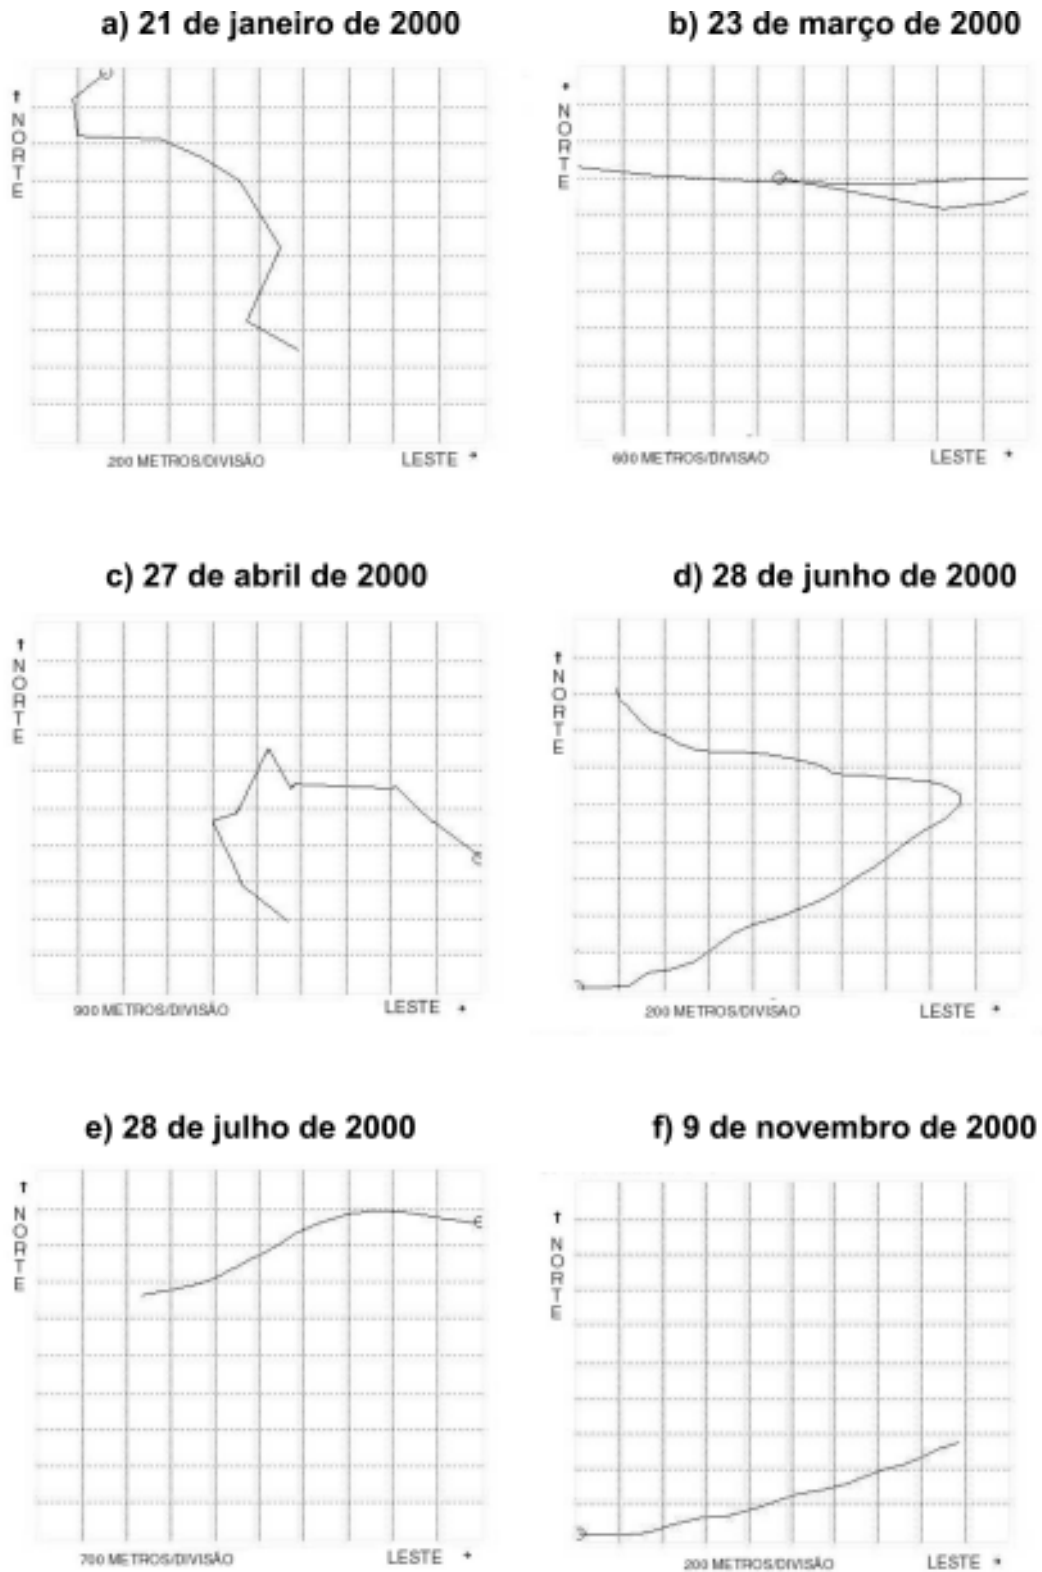 a) 21 de janeiro de 2000
↑ NORTE
200 METROS/DIVISÃO LESTE
b) 23 de março de 2000
NORTE
600 METROS/DIVISAO LESTE
c) 27 de abril de 2000
↑ NORTE
900 METROS/DIVISÃO LESTE
d) 28 de junho de 2000
↑ NORTE
200 METROS/DIVISAO LESTE
e) 28 de julho de 2000
↑ NORTE
700 METROS/DIVISÃO LESTE
f) 9 de novembro de 2000
↑ NORTE
200 METROS/DIVISÃO LESTE